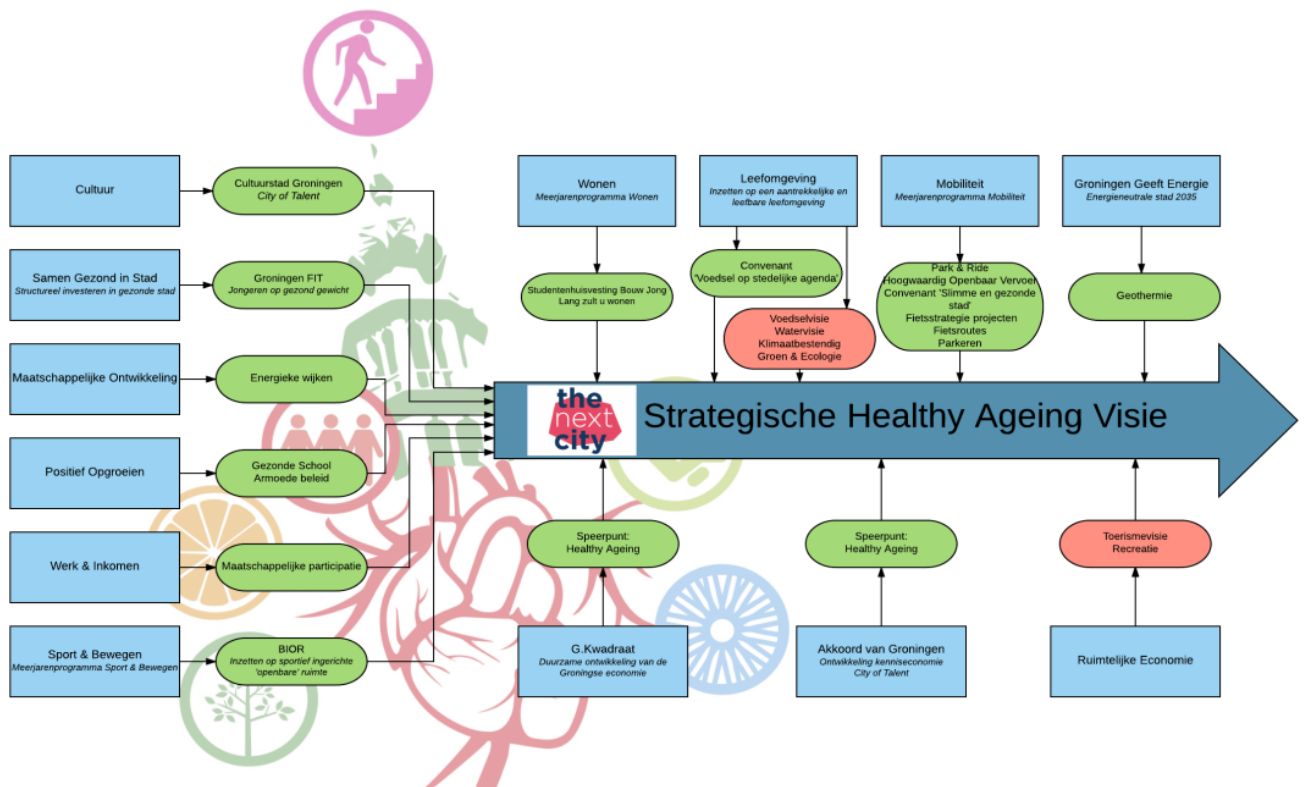 Cultuur
Cultuurstad Groningen
City of Talent
Samen Gezond in Stad
Structureel investeren in gezonde stad
Groningen FIT
Jongeren op gezond gewicht
Maatschappelijke Ontwikkeling
Energieke wijken
Positief Opgroeien
Gezonde School
Armoede beleid
Werk & Inkomen
Maatschappelijke participatie
Sport & Bewegen
Meerjarenprogramma Sport & Bewegen
BIOR
Inzetten op sportief ingerichte
'openbare' ruimte
Wonen
Meerjarenprogramma Wonen
Studentenhuisvesting Bouw Jong
Lang zult u wonen
Leefomgeving
Inzetten op een aantrekkelijke en
leefbare leefomgeving
Convenant
'Voedsel op stedelijke agenda'
Voedselvisie
Watervisie
Klimaatbestendig
Groen & Ecologie
Mobiliteit
Meerjarenprogramma Mobiliteit
Park & Ride
Hoogwaardig Openbaar Vervoer
Convenant 'Slimme en gezonde
stad'
Fietsstrategie projecten
Fietsroutes
Parkeren
Groningen Geeft Energie
Energieneutrale stad 2035
Geothermie
the
next
city
Strategische Healthy Ageing Visie
Speerpunt:
Healthy Ageing
G.Kwadraat
Duurzame ontwikkeling van de
Groningse economie
Speerpunt:
Healthy Ageing
Akkoord van Groningen
Ontwikkeling kenniseconomie
City of Talent
Toerismevisie
Recreatie
Ruimtelijke Economie